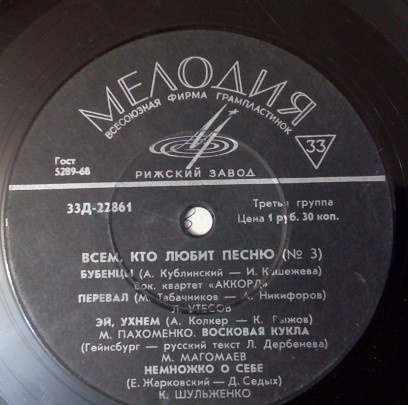 МЕЛОДИЯ
ВСЕСОЮЗНАЯ ФИРМА ГРАМПЛАСТИНОК
33
Гост
5289-68
РИЖСКИЙ ЗАВОД
33Д-22861
Третья группа
Цена 1 руб. 30 коп.
ВСЕМ, КТО ЛЮБИТ ПЕСНЮ (№ 3)
БУБЕНЦЫ (А. Кублинский — И. Кашежева)
Вок. квартет «АККОРД»
ПЕРЕВАЛ (М. Табачников — А. Никифоров)
Л. УТЕСОВ
ЭЙ, УХНЕМ (А. Колкер — К. Рыжов)
М. ПАХОМЕНКО. ВОСКОВАЯ КУКЛА
(Гейнсбург — русский текст Л. Дербенева)
М. МАГОМАЕВ
НЕМНОЖКО О СЕБЕ
(Е. Жарковский — Д. Седых)
К. ШУЛЬЖЕНКО